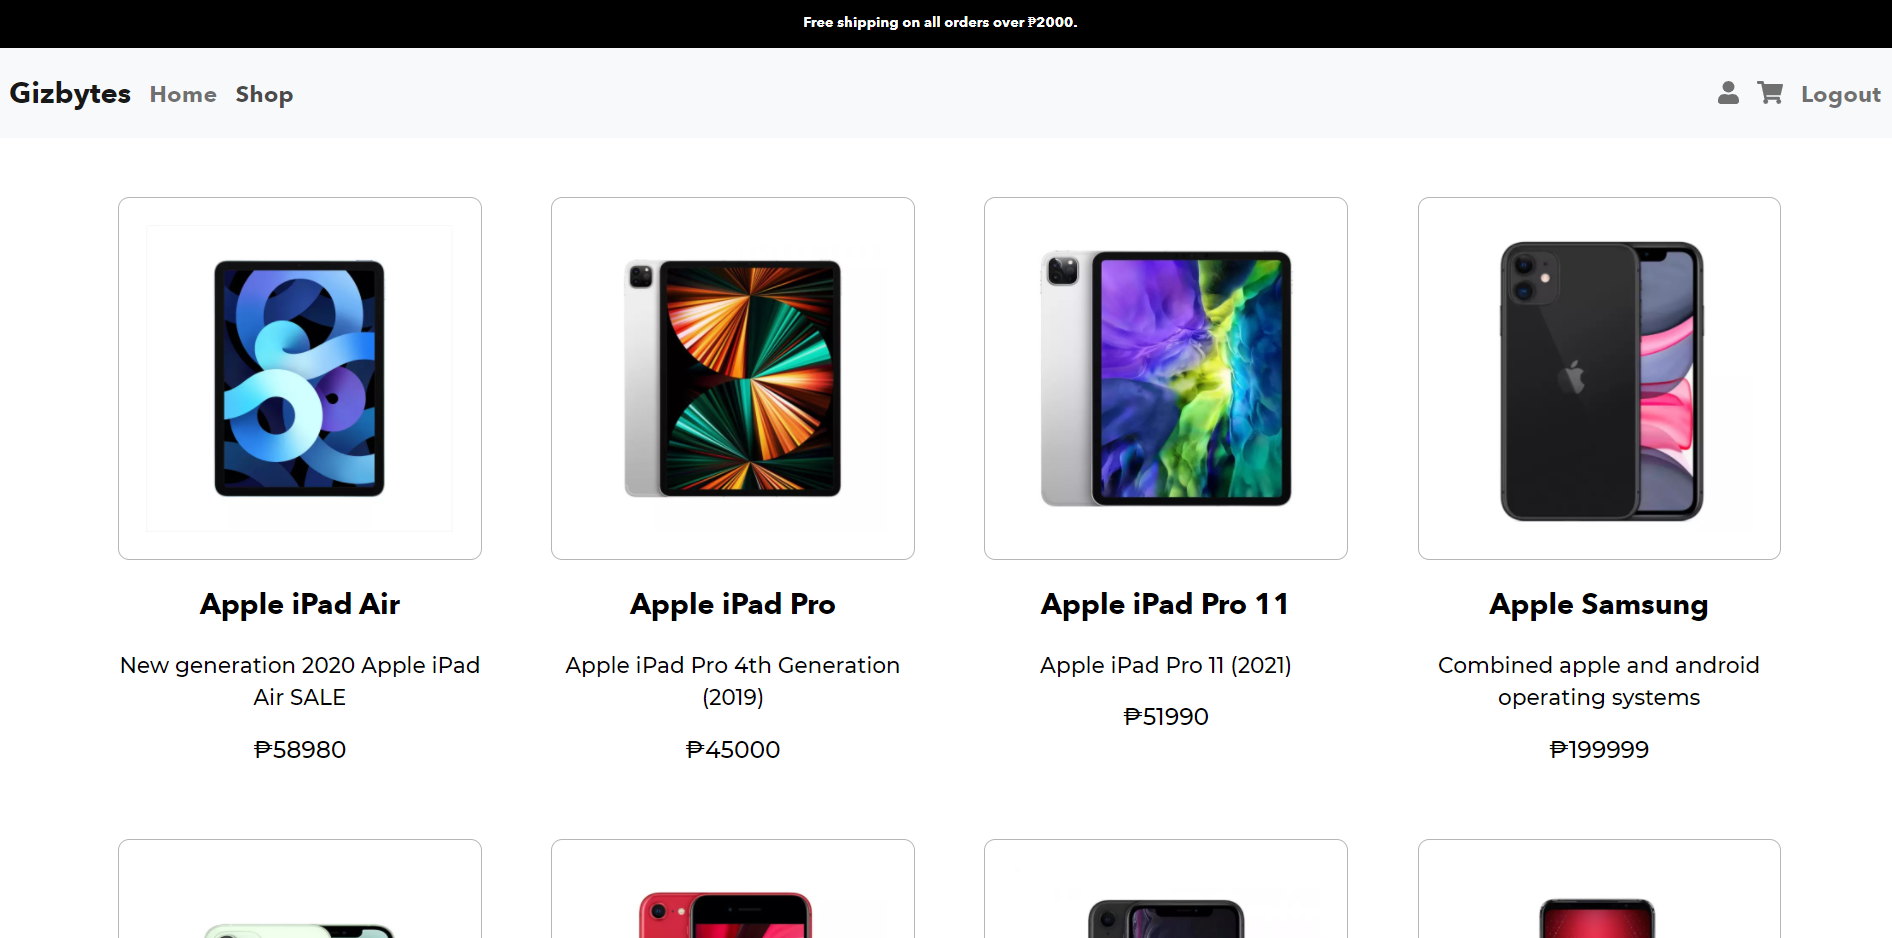 Free shipping on all orders over ₱2000.
Gizbytes Home Shop Logout
Apple iPad Air
New generation 2020 Apple iPad
Air SALE
₱58980
Apple iPad Pro
Apple iPad Pro 4th Generation
(2019)
₱45000
Apple iPad Pro 11
Apple iPad Pro 11 (2021)
₱51990
Apple Samsung
Combined apple and android
operating systems
₱199999